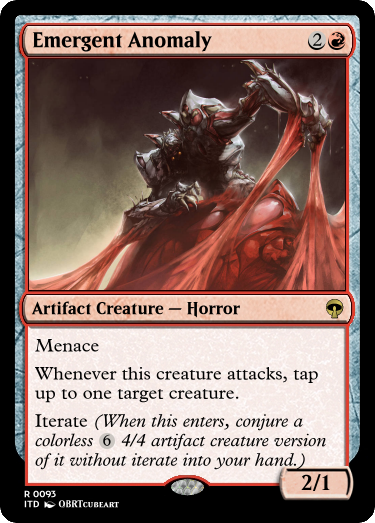 Emergent Anomaly 2
Artifact Creature — Horror
Menace
Whenever this creature attacks, tap
up to one target creature.
Iterate (When this enters, conjure a
colorless 6 4/4 artifact creature version
of it without iterate into your hand.)
2/1
R 0093
ITD OBRTCUBEART